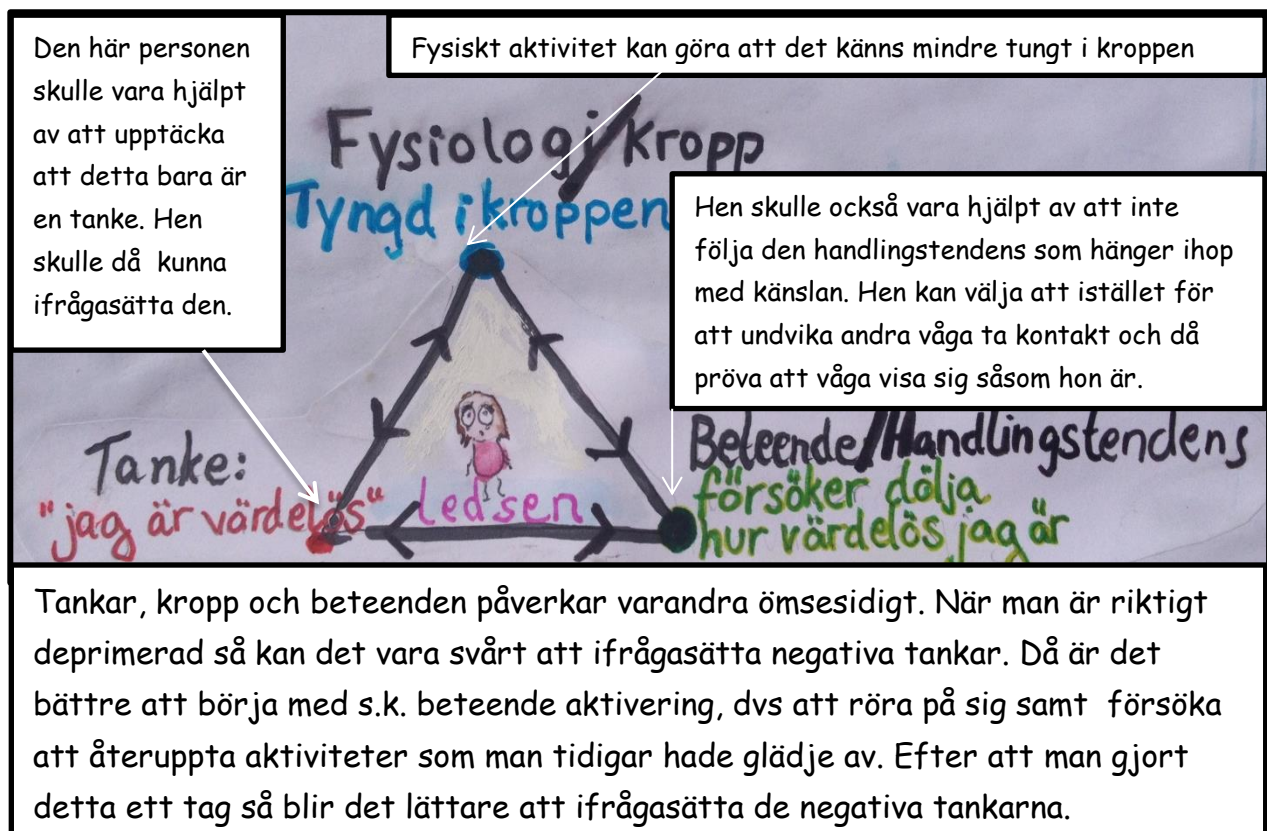 Den här personen
skulle vara hjälpt
av att upptäcka
att detta bara är
en tanke. Hen
skulle då kunna
ifrågasätta den.
Fysiskt aktivitet kan göra att det känns mindre tungt i kroppen
Fysiologi/kropp
Tyngd i kroppen
Hen skulle också vara hjälpt av att inte
följa den handlingstendens som hänger ihop
med känslan. Hen kan välja att istället för
att undvika andra våga ta kontakt och då
pröva att våga visa sig såsom hon är.
Tanke:
"jag är värdelös"
ledsen
Beteende/Handlingstendens
försöker dölja
hur värdelös jag är
Tankar, kropp och beteenden påverkar varandra ömsesidigt. När man är riktigt
deprimerad så kan det vara svårt att ifrågasätta negativa tankar. Då är det
bättre att börja med s.k. beteende aktivering, dvs att röra på sig samt försöka
att återuppta aktiviteter som man tidigar hade glädje av. Efter att man gjort
detta ett tag så blir det lättare att ifrågasätta de negativa tankarna.